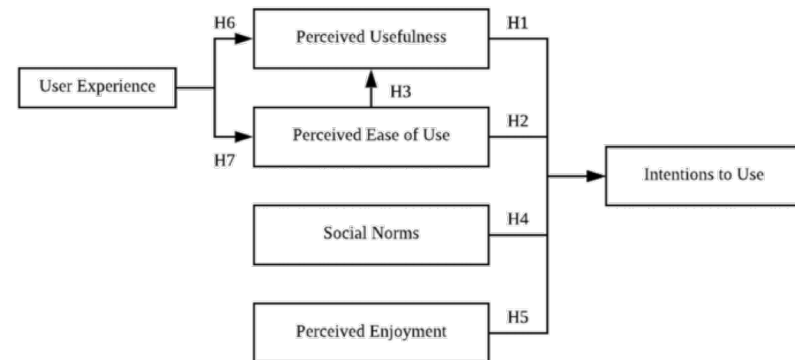 H6
Perceived Usefulness
H1
User Experience
H3
Perceived Ease of Use
H2
H7
Intentions to Use
Social Norms
H4
Perceived Enjoyment
H5